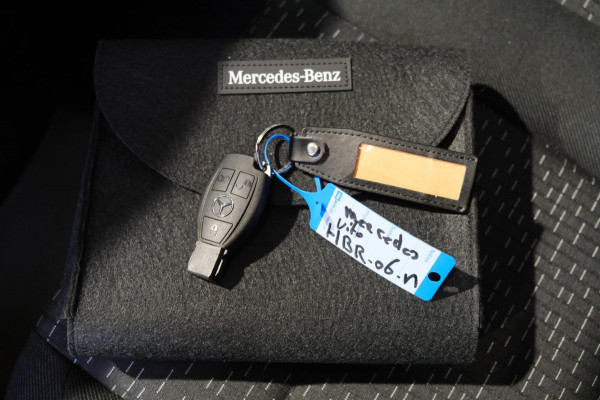 Mercedes-Benz
Mercedes
Vito
HBR-06-N